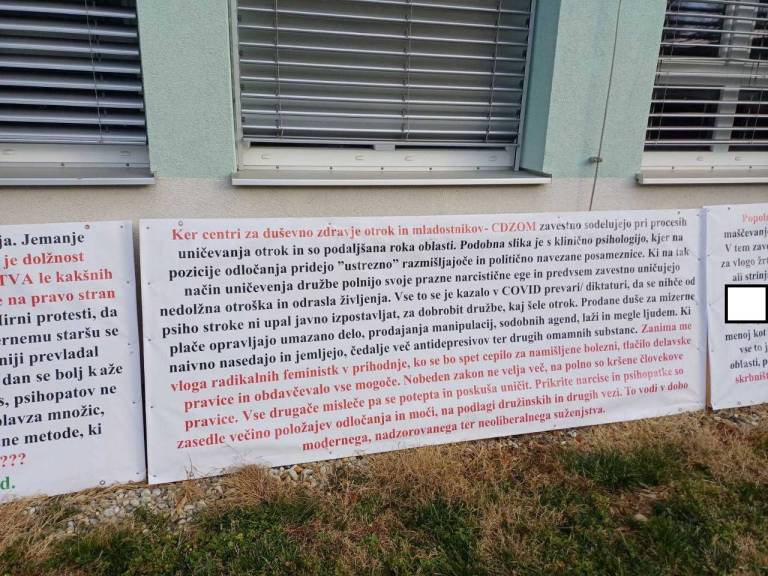 ja. Jemanje
je dolžnost
TVA le kakšnih
e na pravo stran
Mirni protesti, da
ernemu staršu se
niji prevladal
dan se bolj kaže
s, psihopatov ne
plavza množic,
ne metode, ki
???
d.
Ker centri za duševno zdravje otrok in mladostnikov- CDZOM zavestno sodelujejo pri procesih
uničevanja otrok in so podaljšana roka oblasti. Podobna slika je s klinično psihologijo, kjer na
pozicije odločanja pridejo "ustrezno" razmišljajoče in politično navezane posameznice. Ki na tak
način uničevenja družbe polnijo svoje prazne narcistične ege in predvsem zavestno uničujejo
nedolžna otroška in odrasla življenja. Vse to se je kazalo v COVID prevari/ diktaturi, da se nihče od
psiho stroke ni upal javno izpostavljat, za dobrobit družbe, kaj šele otrok. Prodane duše za mizerne
plače opravljajo umazano delo, prodajanja manipulacij, sodobnih agend, laži in megle ljudem. Ki
naivno nasedajo in jemljejo, čedalje več antidepresivov ter drugih omamnih substanc. Zanima me
vloga radikalnih feministk v prihodnje, ko se bo spet cepilo za namišljene bolezni, tlačilo delavske
pravice in obdavčevalo vse mogoče. Nobeden zakon ne velja več, na polno so kršene človekove
pravice. Vse drugače misleče pa se potepta in poskuša uničit. Prikrite narcise in psihopatke so
zasedle večino položajev odločanja in moči, na podlagi družinskih in drugih vezi. To vodi v dobo
modernega, nadzorovanega ter neoliberalnega suženjstva.
Popoln
maščevanje
V tem zave
za vlogo žrt
ali strinja
menoj kot
vse to j
oblasti, p
skrbništ